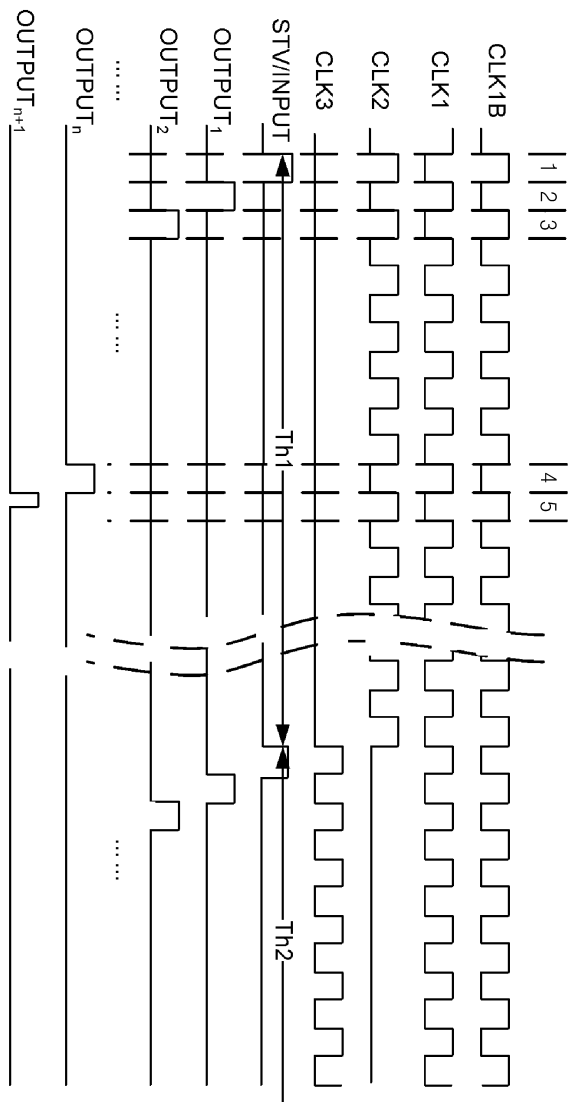 1
2
3
4
5
CLK1B
CLK1
CLK2
CLK3
STV/INPUT
Th1
Th2
OUTPUT1
OUTPUT2
... ...
... ...
... ...
OUTPUTn
OUTPUTn+1